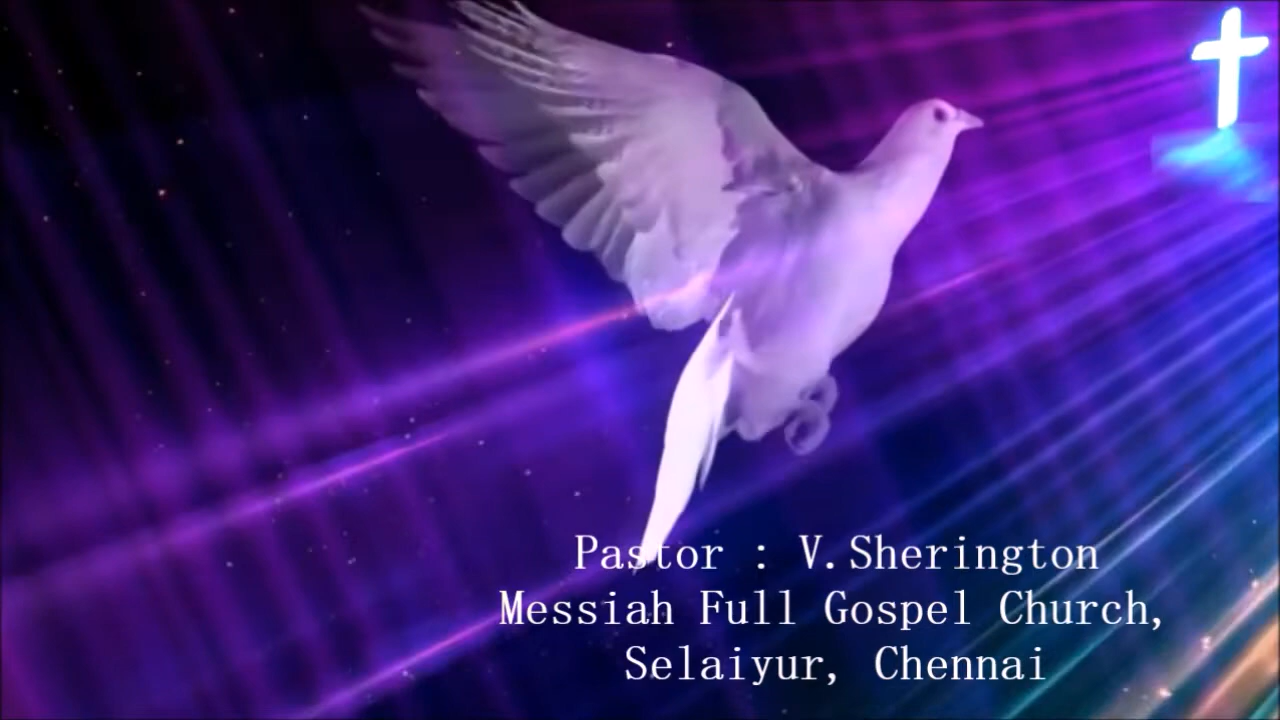 Pastor : V.Sherington
Messiah Full Gospel Church,
Selaiyur, Chennai